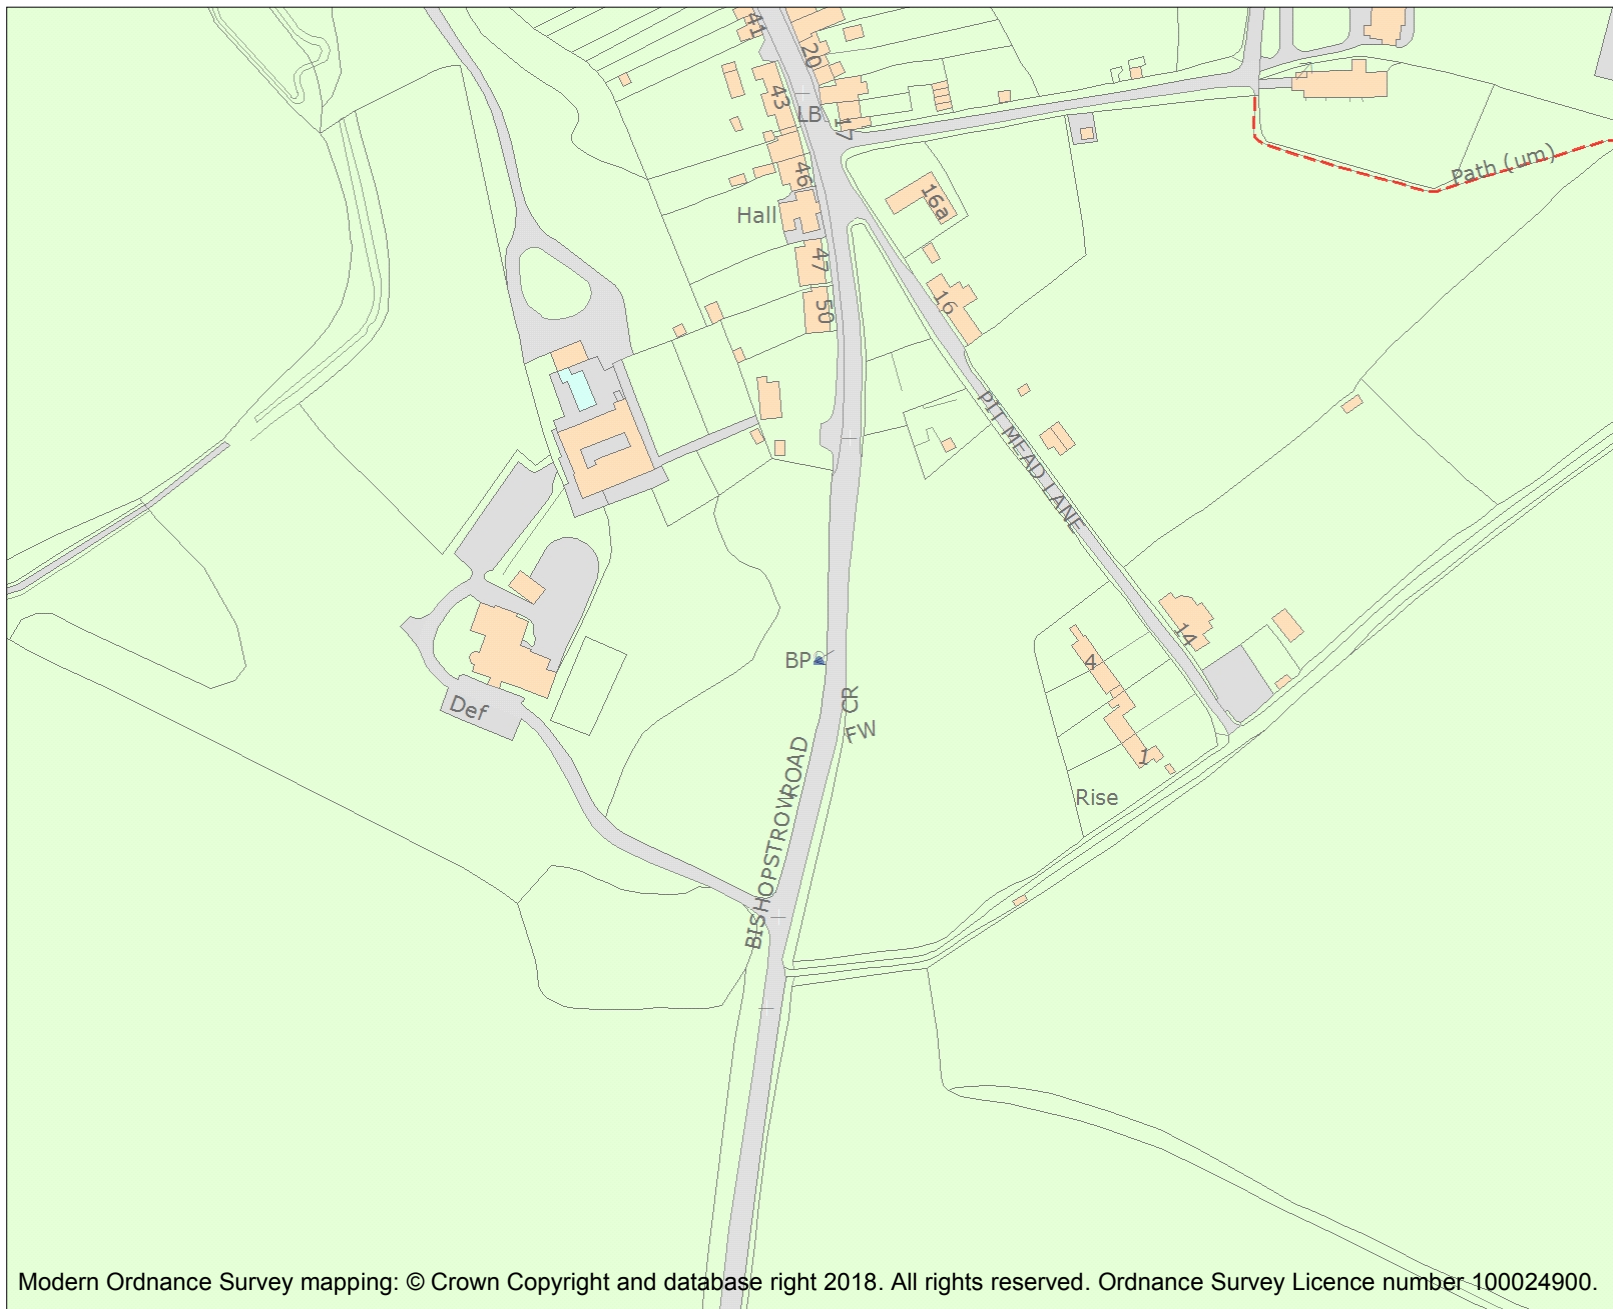 41
20
43
LB
17
46
16a
Path (um)
Hall
47
16
50
PIT MEAD LANE
14
BP
4
CR
Def
FW
1
BISHOPSTROW ROAD
Rise
Modern Ordnance Survey mapping: © Crown Copyright and database right 2018. All rights reserved. Ordnance Survey Licence number 100024900.